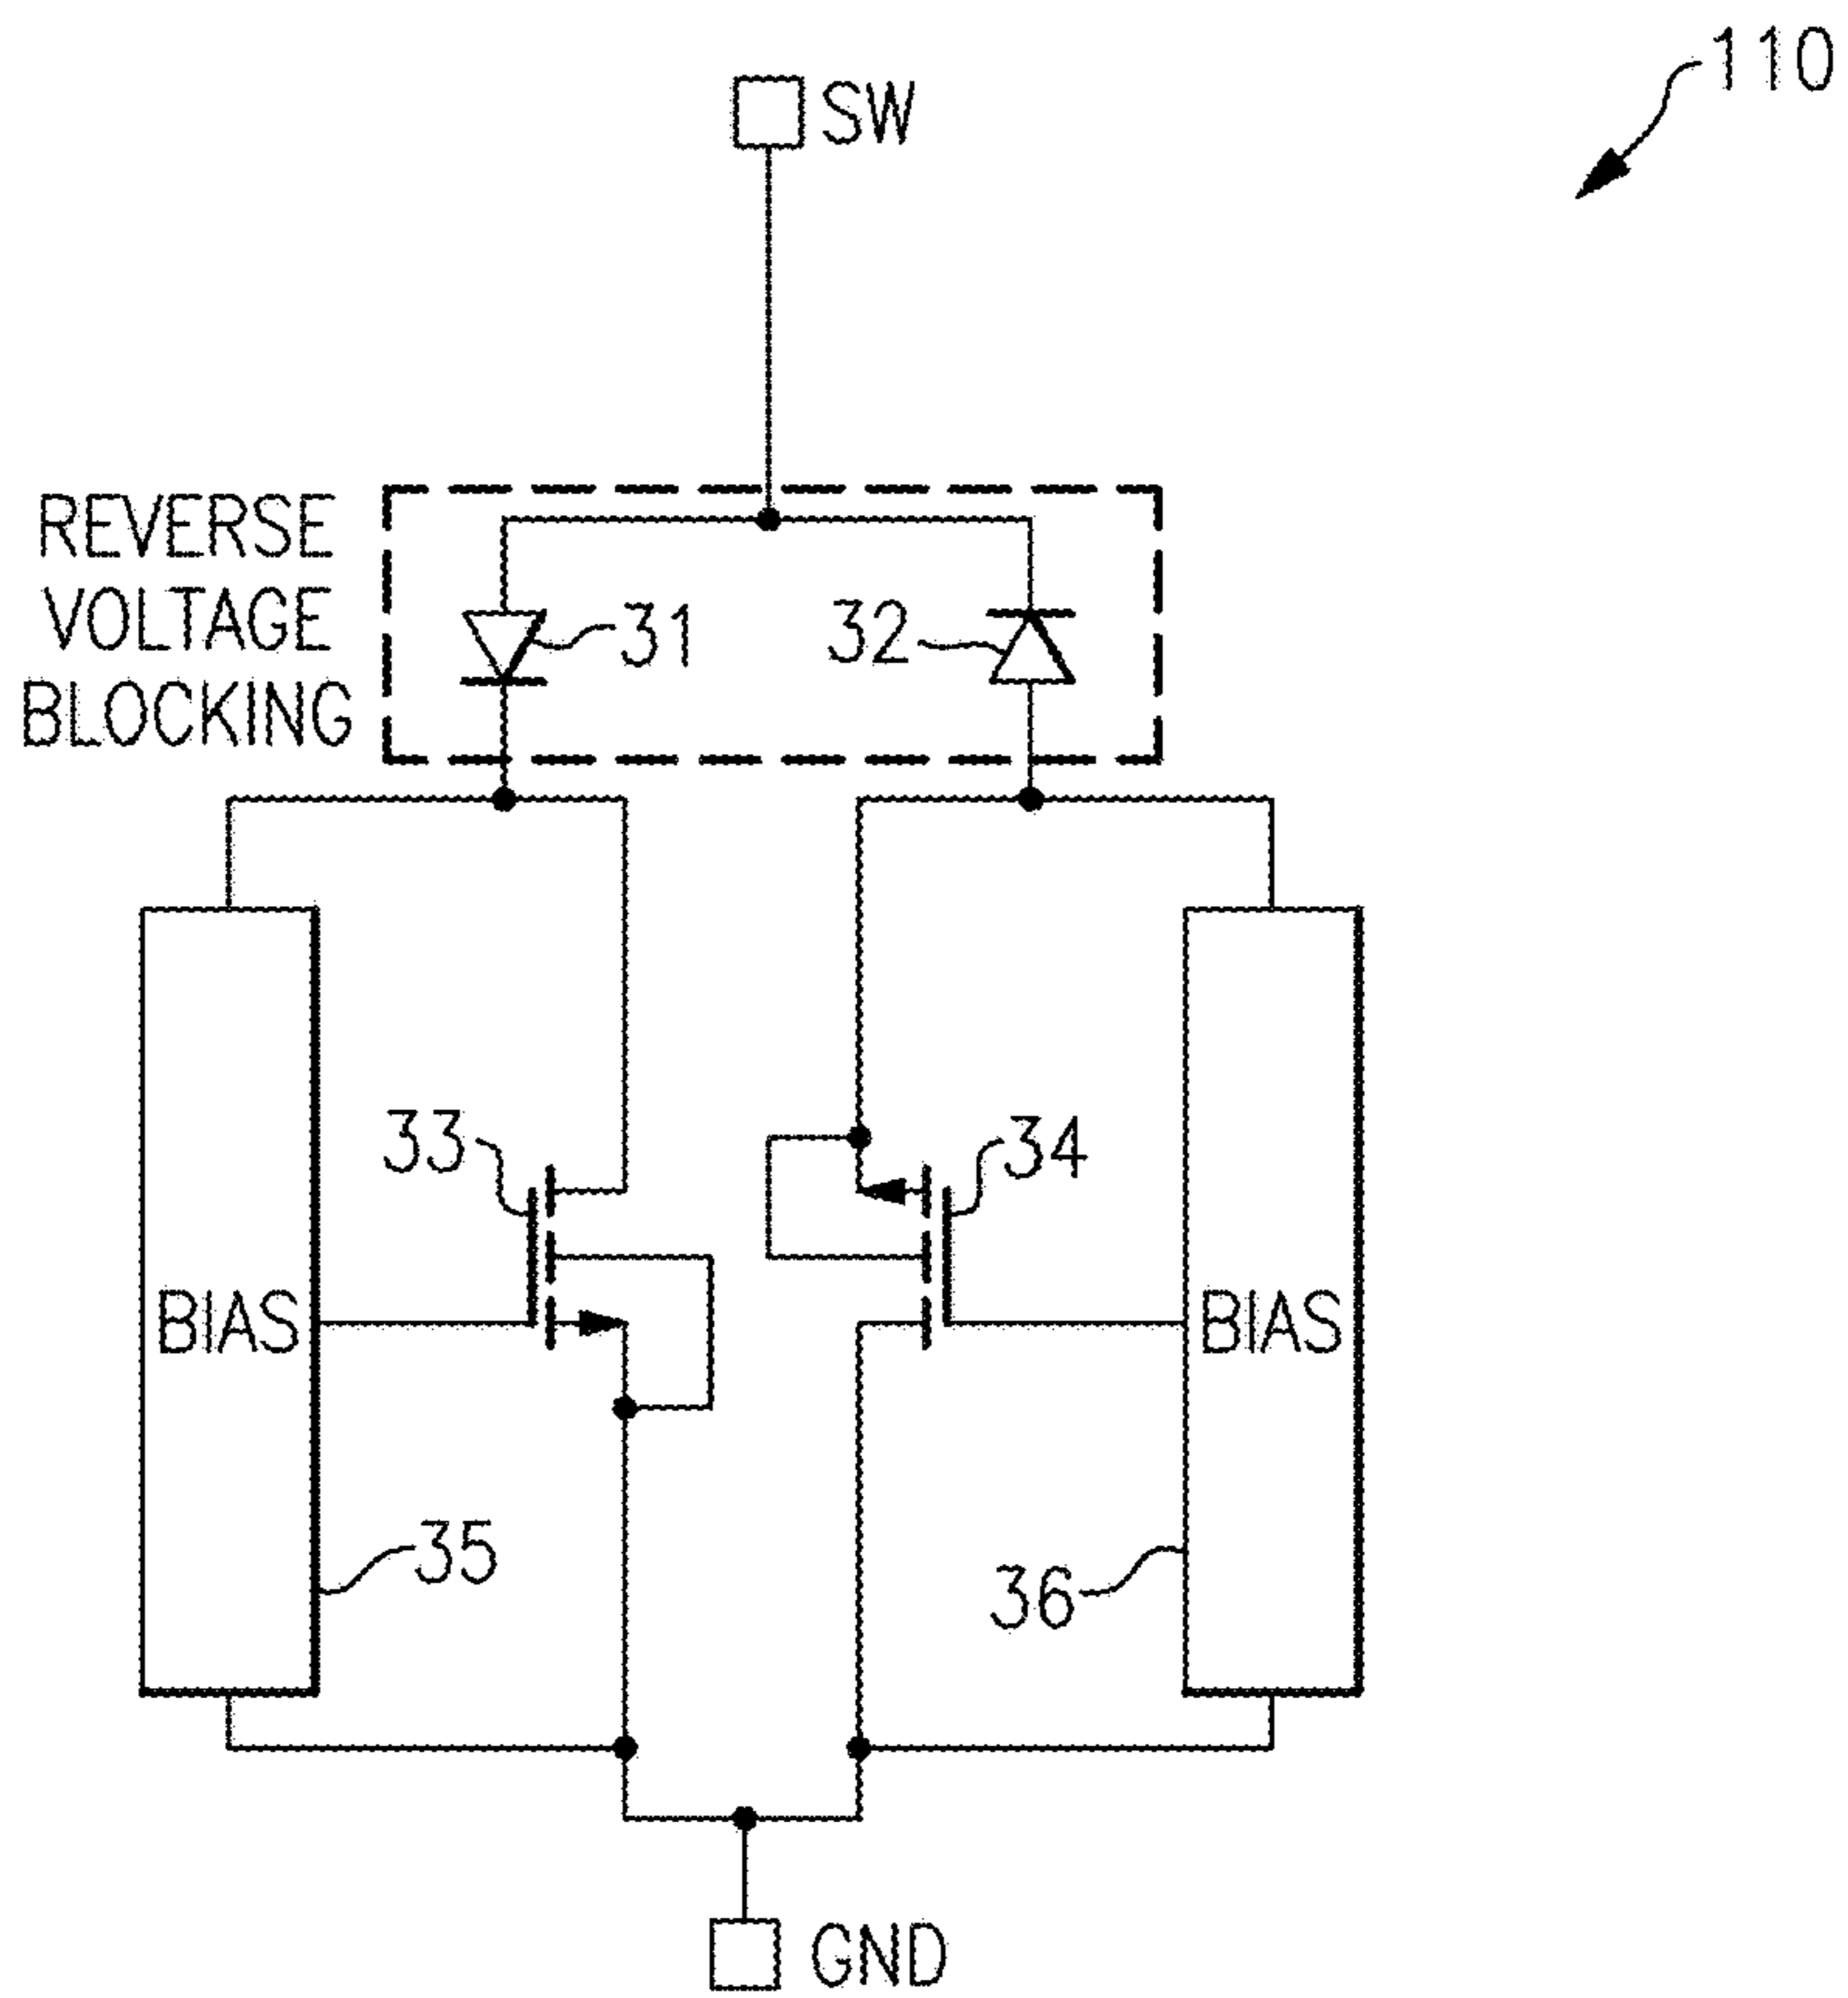 110
SW
REVERSE
VOLTAGE
BLOCKING
31
32
33
34
BIAS
BIAS
35
36
GND